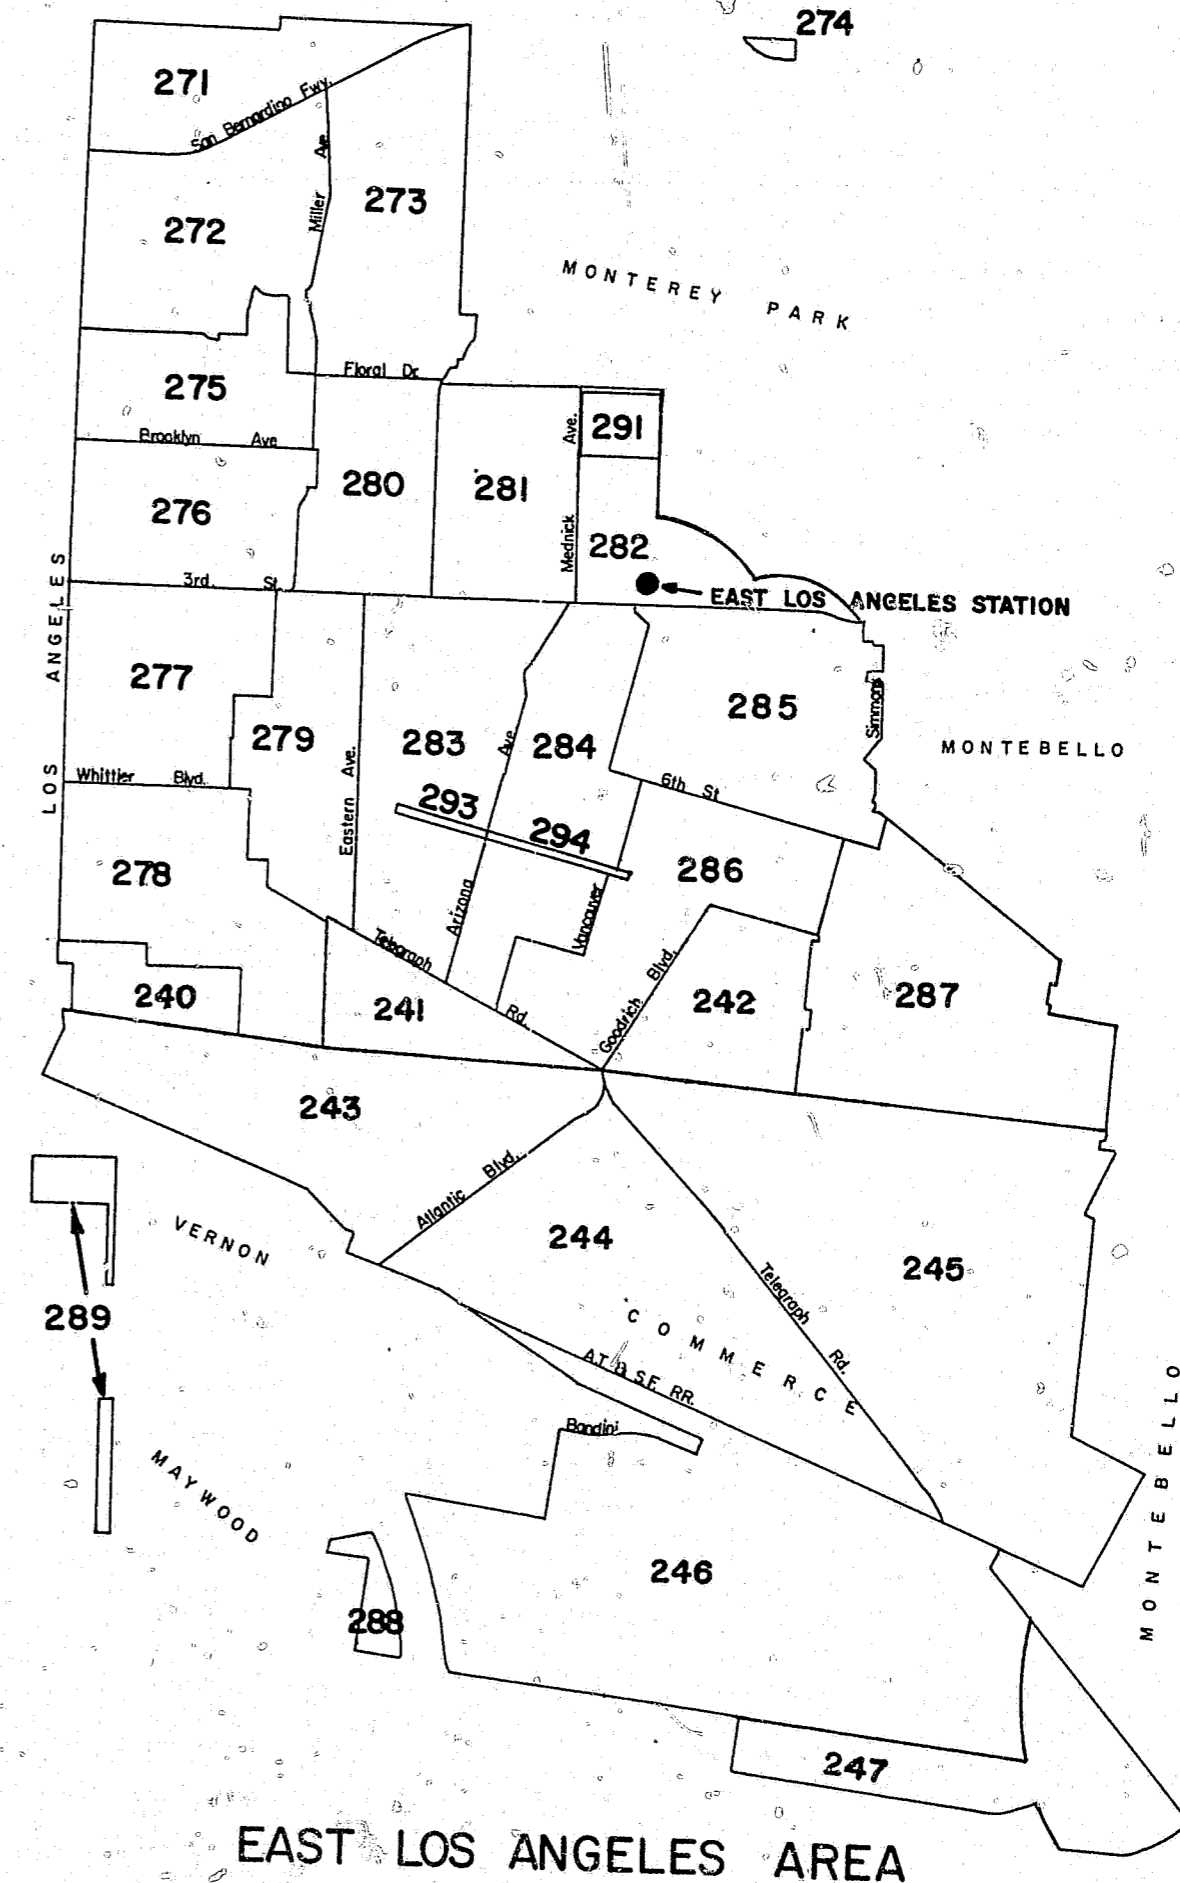 274
271
San Bernardino Fwy.
Miller Ave
273
272
MONTEREY PARK
Floral Dr.
275
Brooklyn Ave
291
Mednick Ave.
280
281
276
282
3rd. St.
EAST LOS ANGELES STATION
LOS ANGELES
277
285
Simmons
279
283
284
MONTEBELLO
Eastern Ave.
Arizona Ave.
Whittier Blvd.
6th St
293
294
278
286
Vancouver
Telegraph Rd.
Goodrich Blvd.
240
241
242
287
243
Atlantic Blvd.
VERNON
244
245
Telegraph Rd.
289
COMMERCE
A.T. & S.F. RR.
Bandini
MAYWOOD
MONTEBELLO
246
288
247
EAST LOS ANGELES AREA